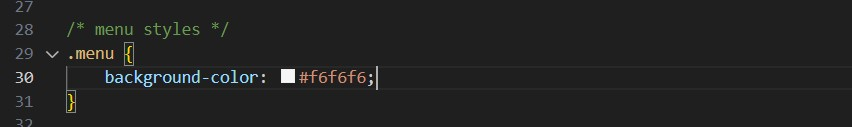 27
28 /* menu styles */
29 .menu {
30 background-color: #f6f6f6;
31 }
32